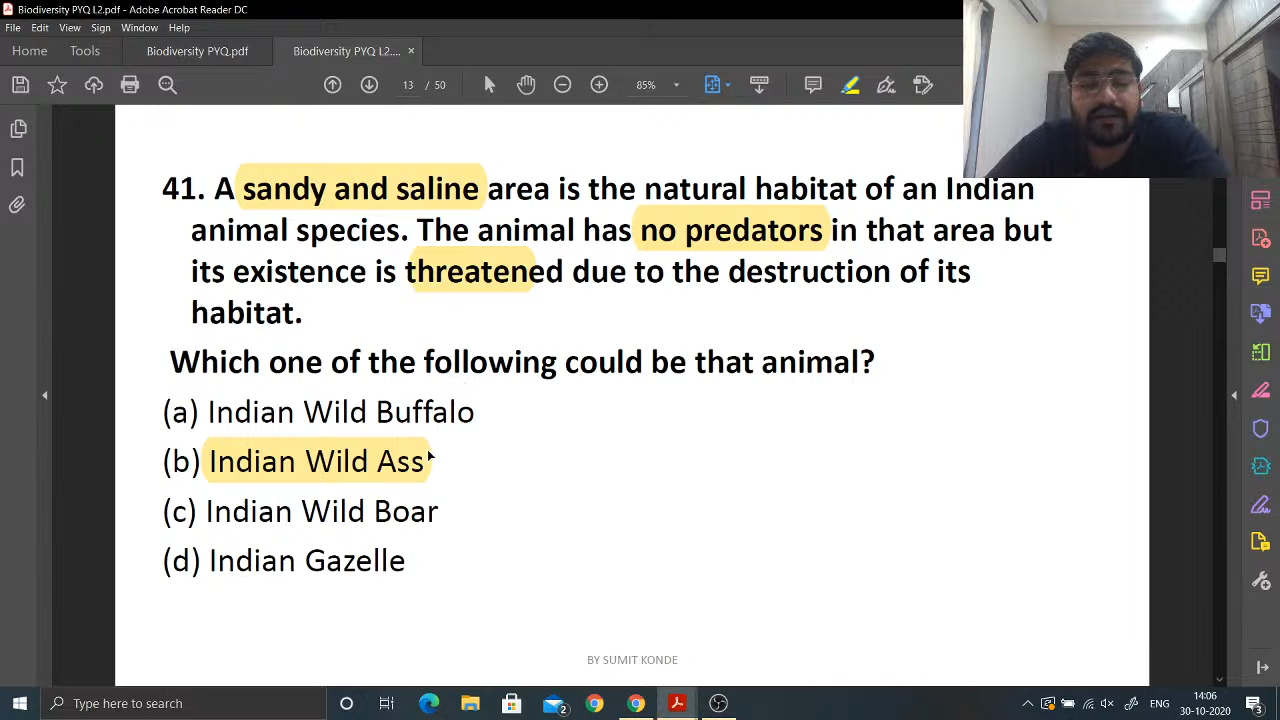 Biodiversity PYQ L2.pdf - Adobe Acrobat Reader DC
File Edit View Sign Window Help
Home Tools Biodiversity PYQ.pdf Biodiversity PYQ L2.... ×
13 / 50 85%
41. A sandy and saline area is the natural habitat of an Indian
animal species. The animal has no predators in that area but
its existence is threatened due to the destruction of its
habitat.
Which one of the following could be that animal?
(a) Indian Wild Buffalo
(b) Indian Wild Ass
(c) Indian Wild Boar
(d) Indian Gazelle
BY SUMIT KONDE
Type here to search 2 ENG 14:06
30-10-2020 3